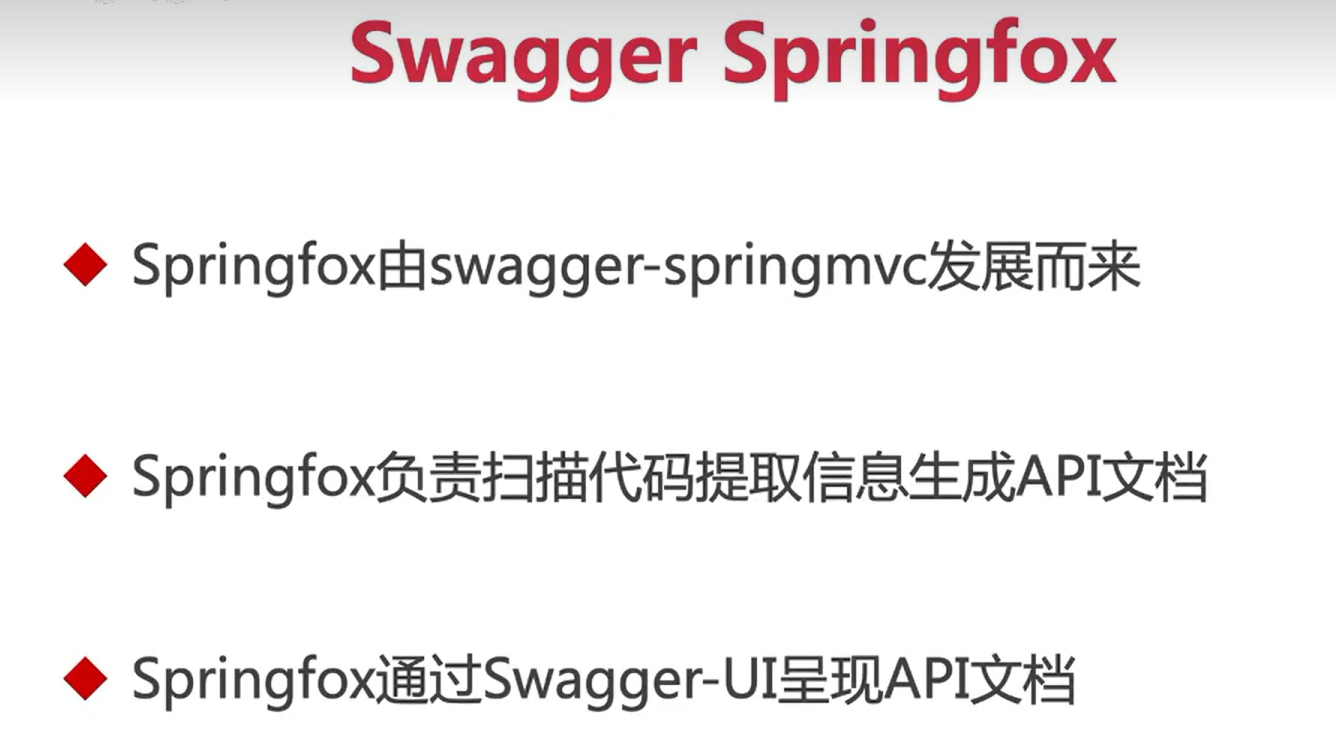 Swagger Springfox
Springfox由swagger-springmvc发展而来
Springfox负责扫描代码提取信息生成API文档
Springfox通过Swagger-UI呈现API文档